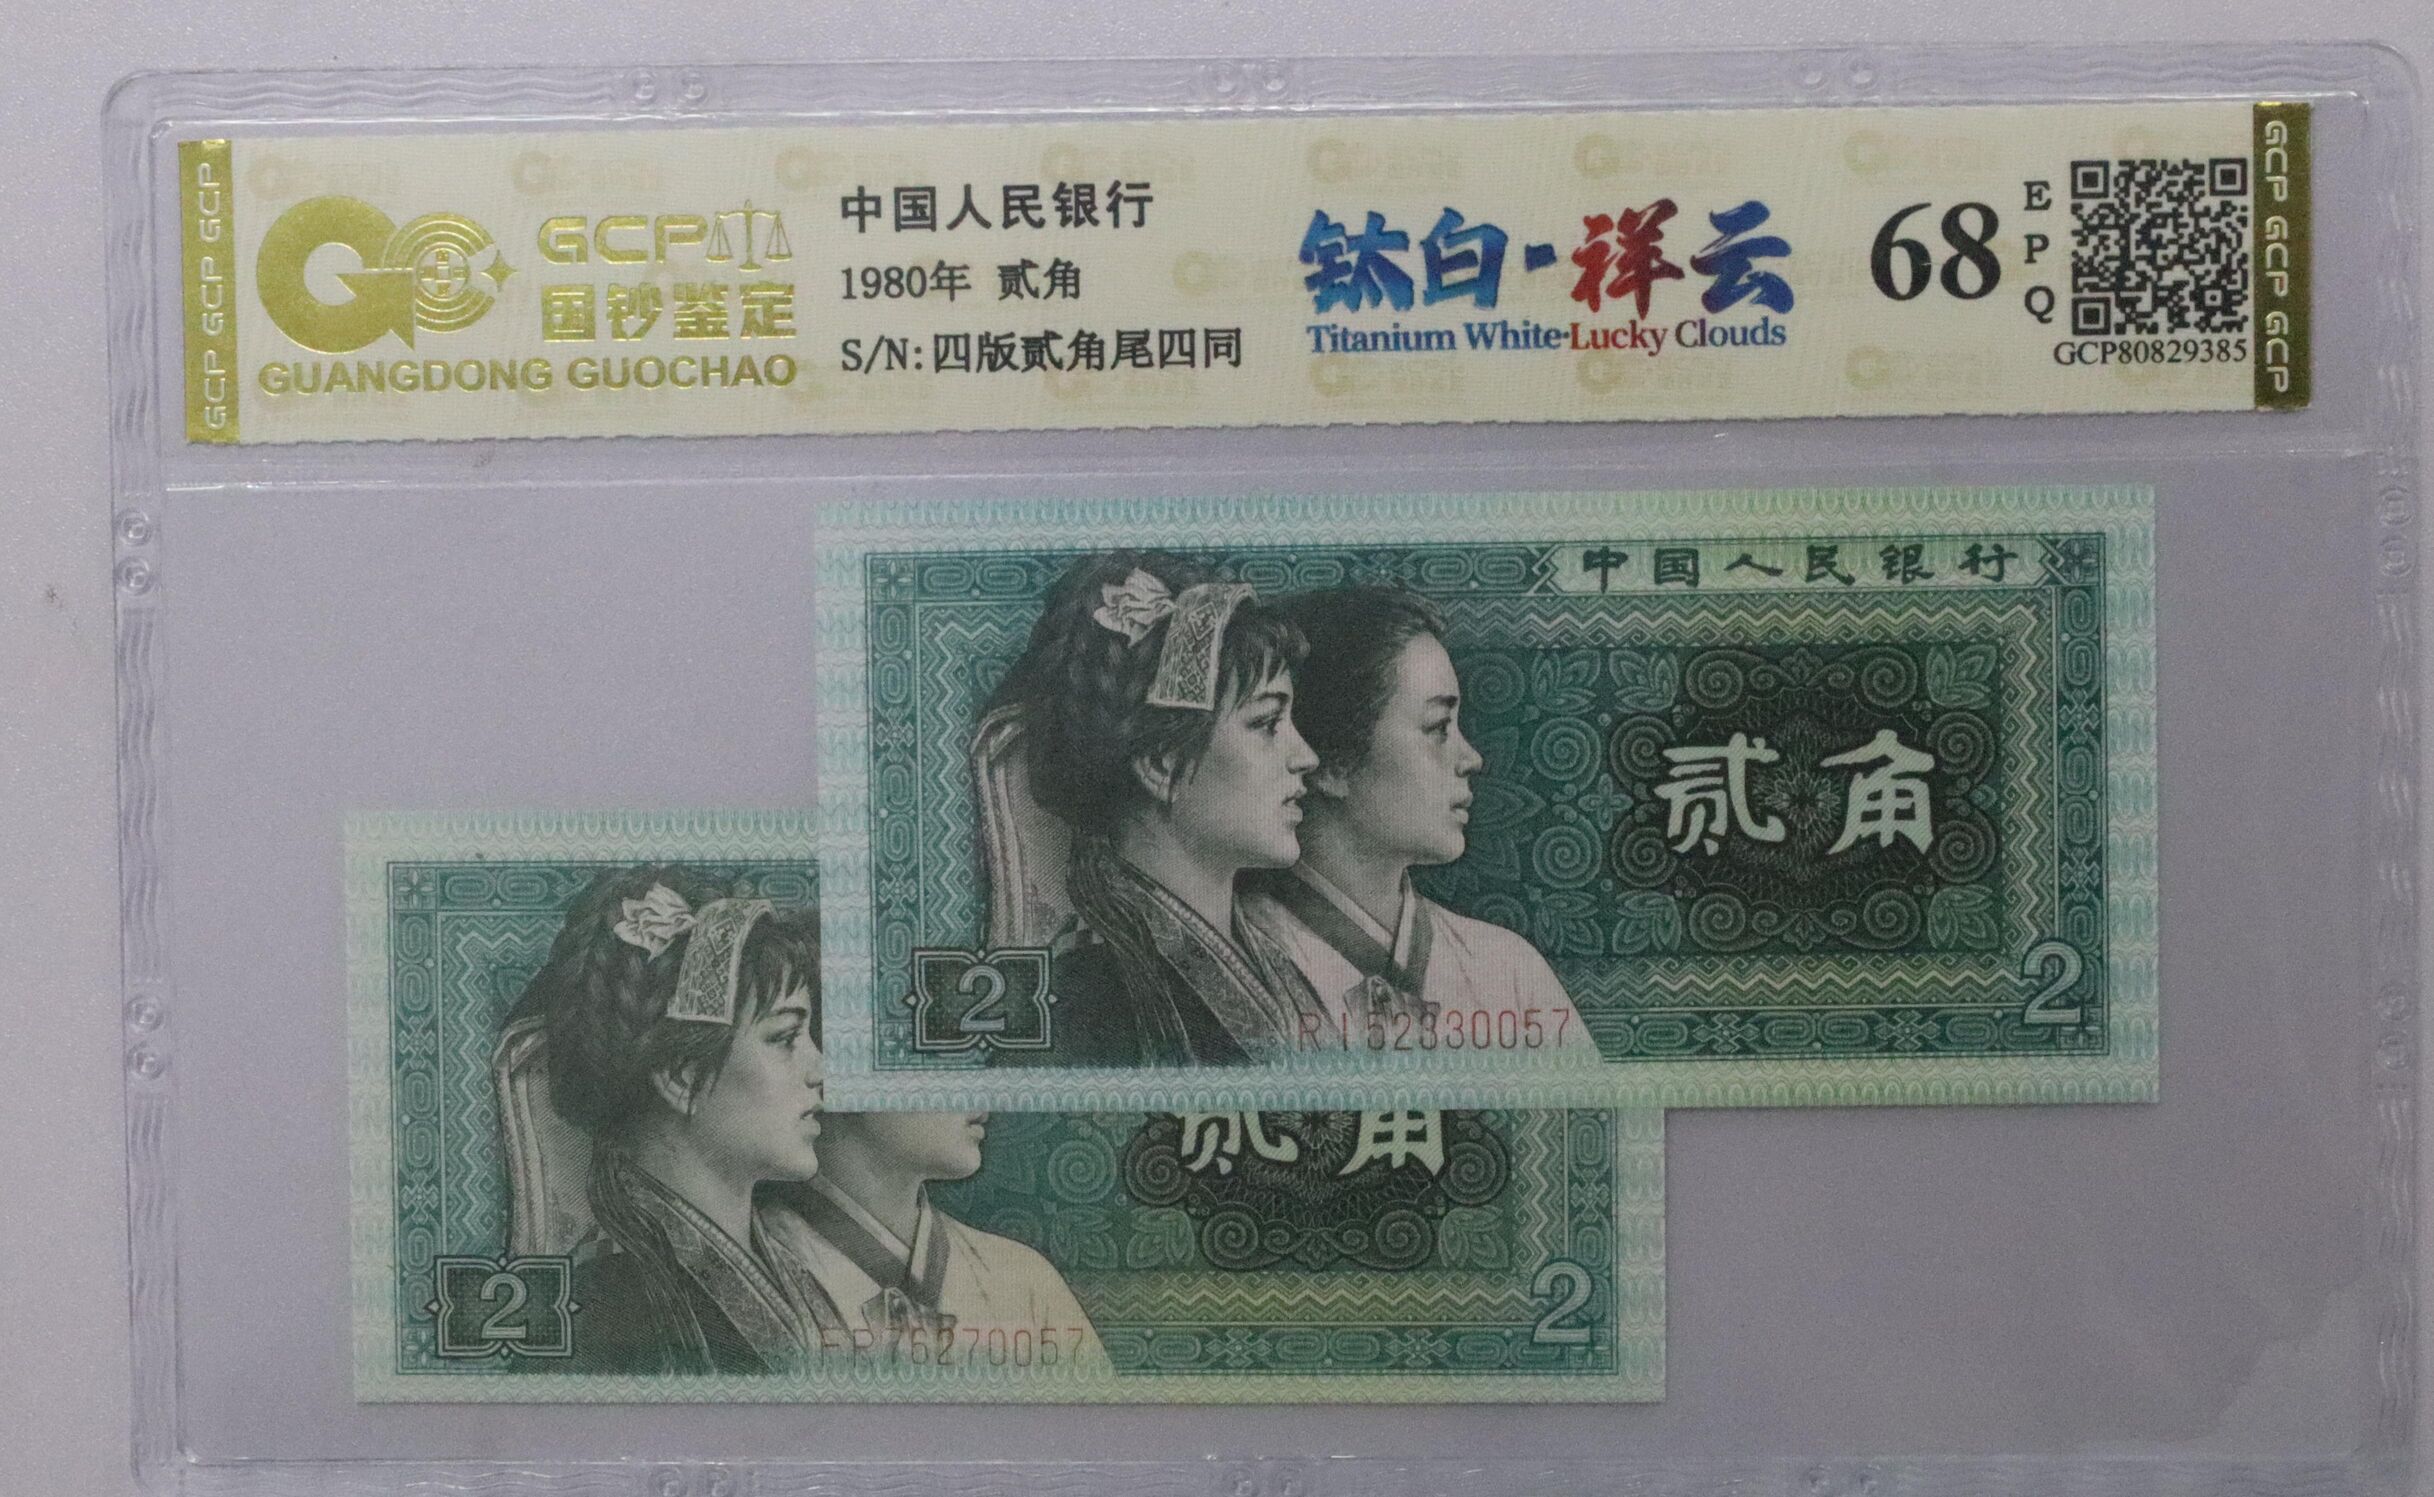 GCP GCP GCP
GCP
国钞鉴定
GUANGDONG GUOCHAO
中国人民银行
1980年 贰角
S/N:四版贰角尾四同
钛白·祥云
Titanium White·Lucky Clouds
68
EPQ
GCP80829385
GCP GCP GCP
中国人民银行
贰角
2
2
RI52330057
贰角
2
2
FR76270057